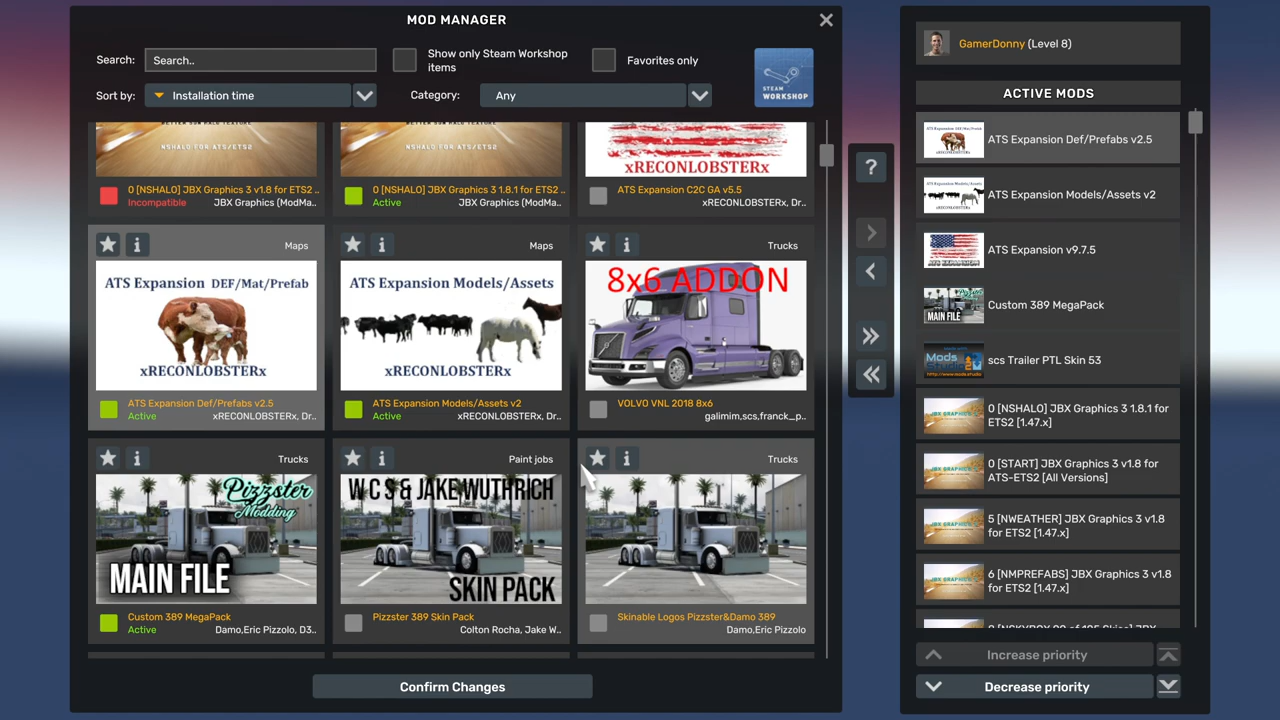 MOD MANAGER
Search:
Search..
Show only Steam Workshop
items
Favorites only
STEAM
WORKSHOP
Sort by:
Installation time
Category:
Any
NSHALO FOR ATS/ETS2
0 [NSHALO] JBX Graphics 3 v1.8 for ETS2 ..
Incompatible
JBX Graphics (ModMa..
NSHALO FOR ATS/ETS2
0 [NSHALO] JBX Graphics 3 1.8.1 for ETS2 ..
Active
JBX Graphics (ModMa..
xRECONLOBSTERx
ATS Expansion C2C GA v5.5
xRECONLOBSTERx, Dr..
Maps
ATS Expansion DEF/Mat/Prefab
xRECONLOBSTERx
ATS Expansion Def/Prefabs v2.5
Active
xRECONLOBSTERx, Dr..
Maps
ATS Expansion Models/Assets
xRECONLOBSTERx
ATS Expansion Models/Assets v2
Active
xRECONLOBSTERx, Dr..
Trucks
8x6 ADDON
VOLVO VNL 2018 8x6
galimim,scs,franck_p..
Trucks
Pizzster
Modding
MAIN FILE
Custom 389 MegaPack
Active
Damo,Eric Pizzolo, D3..
Paint jobs
W C S & JAKE WUTHRICH
SKIN PACK
Pizzster 389 Skin Pack
Colton Rocha, Jake W..
Trucks
Skinable Logos Pizzster&Damo 389
Damo,Eric Pizzolo
Confirm Changes
?
GamerDonny (Level 8)
ACTIVE MODS
ATS Expansion Def/Prefabs v2.5
ATS Expansion Models/Assets v2
ATS Expansion v9.7.5
MAIN FILE
Custom 389 MegaPack
Mods
scs Trailer PTL Skin 53
0 [NSHALO] JBX Graphics 3 1.8.1 for
ETS2 [1.47.x]
0 [START] JBX Graphics 3 v1.8 for
ATS-ETS2 [All Versions]
5 [NWEATHER] JBX Graphics 3 v1.8
for ETS2 [1.47.x]
6 [NMPREFABS] JBX Graphics 3 v1.8
for ETS2 [1.47.x]
Increase priority
Decrease priority